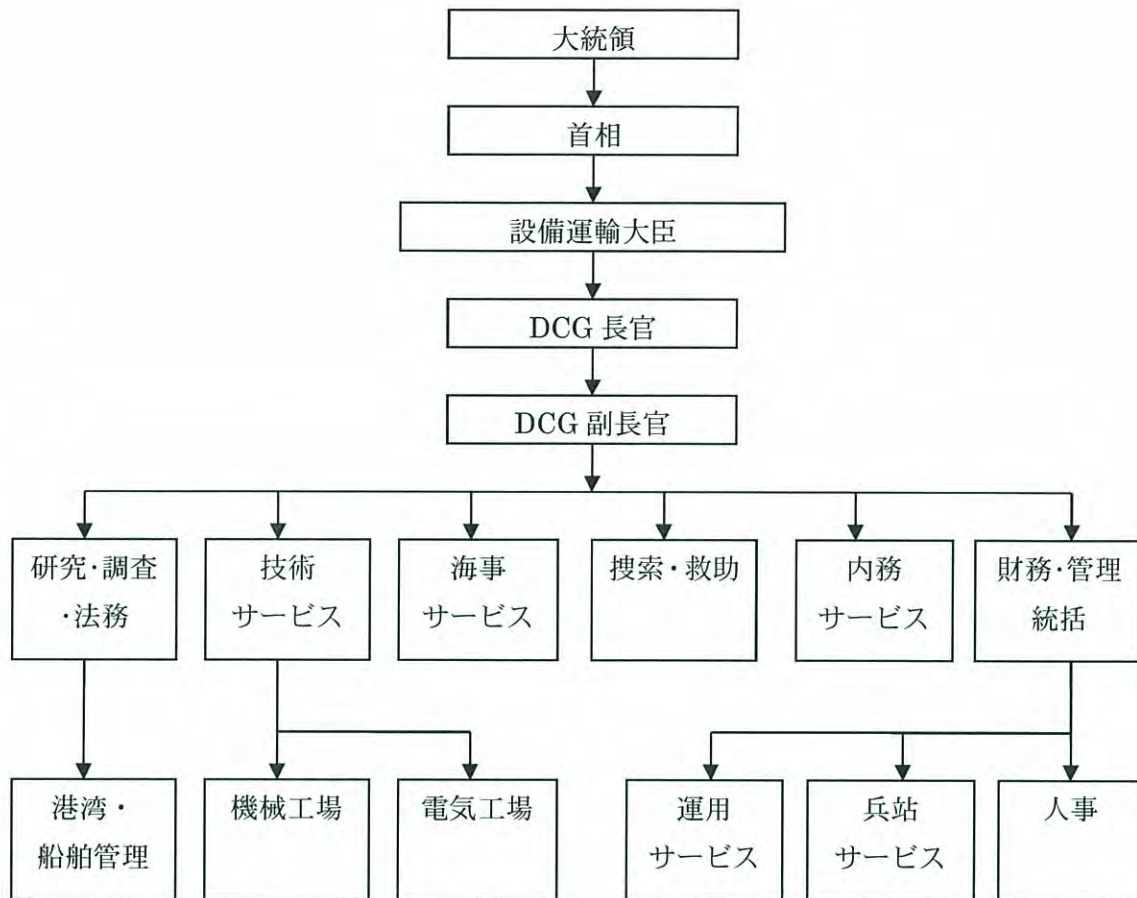 大統領
首相
設備運輸大臣
DCG 長官
DCG 副長官
研究・調査
・法務
技術
サービス
海事
サービス
捜索・救助
内務
サービス
財務・管理
統括
港湾・
船舶管理
機械工場
電気工場
運用
サービス
兵站
サービス
人事